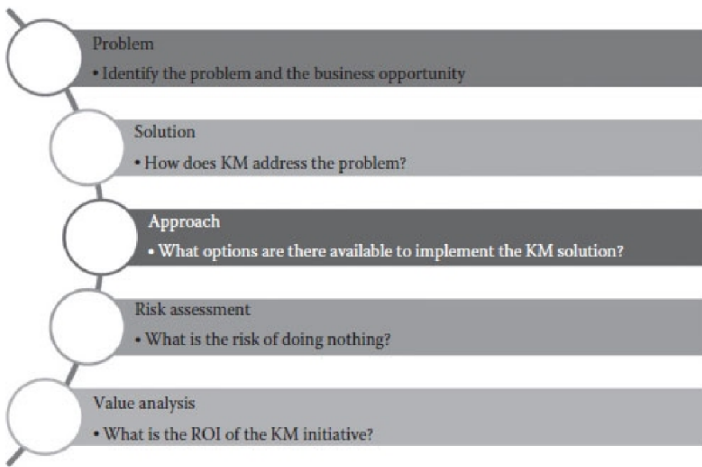 Problem
• Identify the problem and the business opportunity
Solution
• How does KM address the problem?
Approach
• What options are there available to implement the KM solution?
Risk assessment
• What is the risk of doing nothing?
Value analysis
• What is the ROI of the KM initiative?